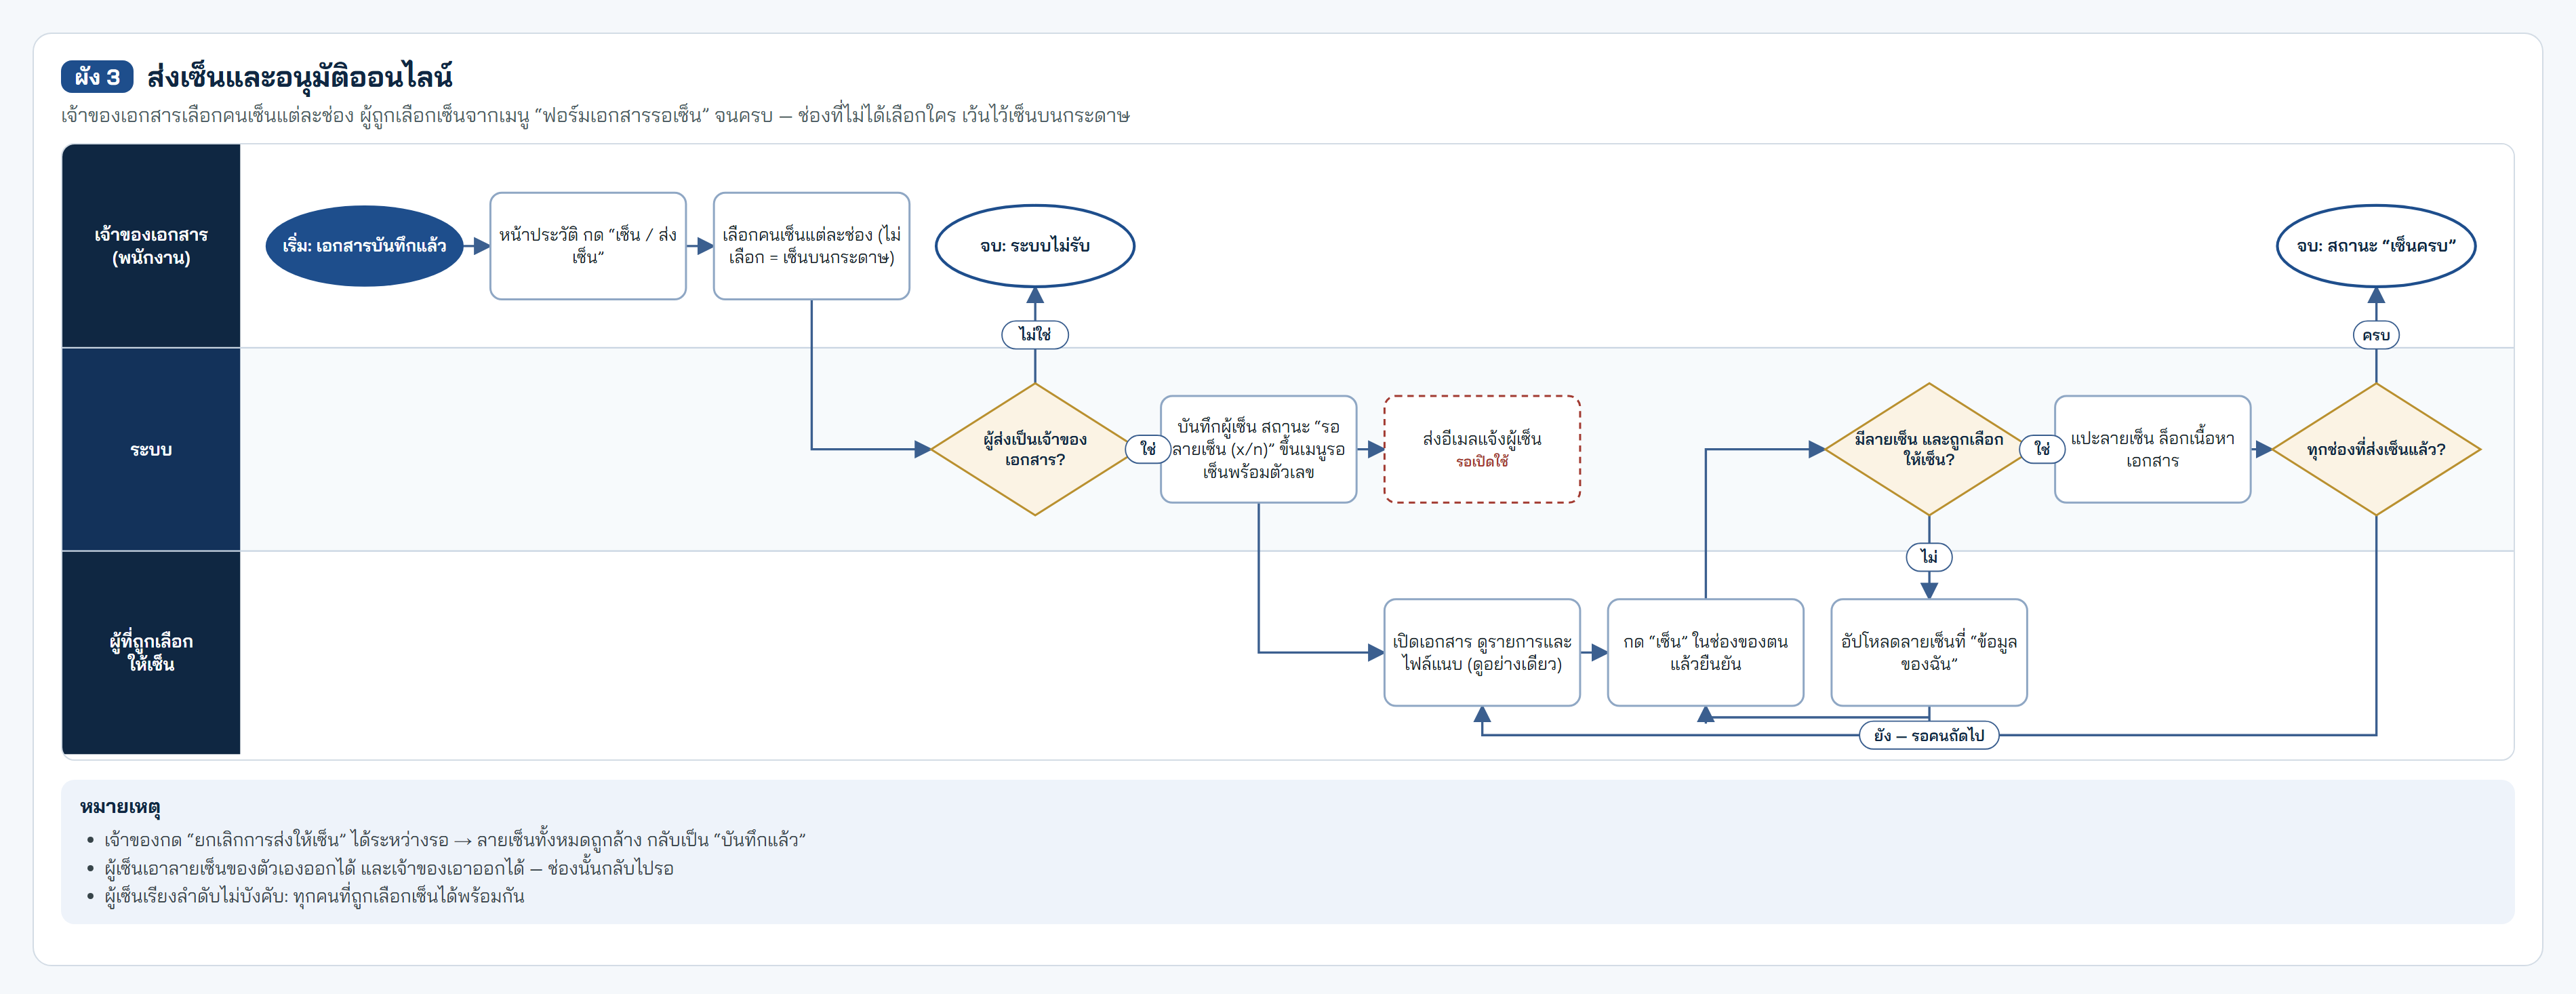 ผัง 3 ส่งเซ็นและอนุมัติออนไลน์
เจ้าของเอกสารเลือกคนเซ็นแต่ละช่อง ผู้ถูกเลือกเซ็นจากเมนู “ฟอร์มเอกสารรอเซ็น” จนครบ — ช่องที่ไม่ได้เลือกใคร เว้นไว้เซ็นบนกระดาษ
เจ้าของเอกสาร
(พนักงาน)
เริ่ม: เอกสารบันทึกแล้ว
หน้าประวัติ กด “เซ็น / ส่ง
เซ็น”
เลือกคนเซ็นแต่ละช่อง (ไม่
เลือก = เซ็นบนกระดาษ)
จบ: ระบบไม่รับ
จบ: สถานะ “เซ็นครบ”
ไม่ใช่
ครบ
ระบบ
ผู้ส่งเป็นเจ้าของ
เอกสาร?
ใช่
บันทึกผู้เซ็น สถานะ “รอ
ลายเซ็น (x/n)” ขึ้นเมนูรอ
เซ็นพร้อมตัวเลข
ส่งอีเมลแจ้งผู้เซ็น
รอเปิดใช้
มีลายเซ็น และถูกเลือก
ให้เซ็น?
ใช่
แปะลายเซ็น ล็อกเนื้อหา
เอกสาร
ทุกช่องที่ส่งเซ็นแล้ว?
ไม่
ผู้ที่ถูกเลือก
ให้เซ็น
เปิดเอกสาร ดูรายการและ
ไฟล์แนบ (ดูอย่างเดียว)
กด “เซ็น” ในช่องของตน
แล้วยืนยัน
อัปโหลดลายเซ็นที่ “ข้อมูล
ของฉัน”
ยัง — รอคนถัดไป
หมายเหตุ
• เจ้าของกด “ยกเลิกการส่งให้เซ็น” ได้ระหว่างรอ → ลายเซ็นทั้งหมดถูกล้าง กลับเป็น “บันทึกแล้ว”
• ผู้เซ็นเอาลายเซ็นของตัวเองออกได้ และเจ้าของเอาออกได้ — ช่องนั้นกลับไปรอ
• ผู้เซ็นเรียงลำดับไม่บังคับ: ทุกคนที่ถูกเลือกเซ็นได้พร้อมกัน